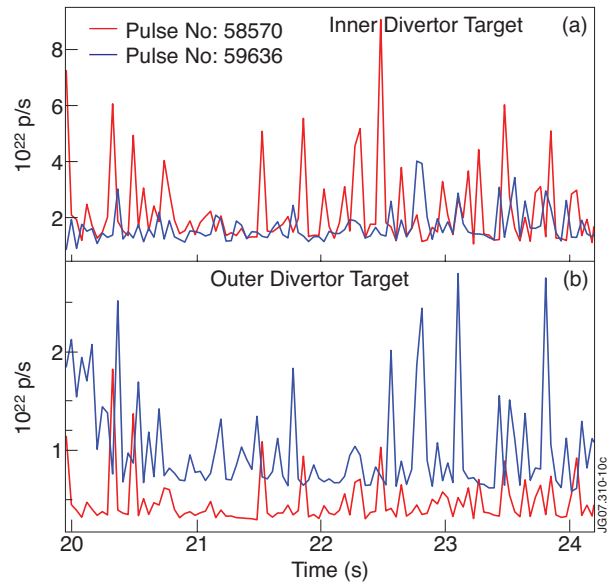 Pulse No: 58570
Pulse No: 59636
Inner Divertor Target
(a)
8
6
4
2
10²² p/s
Outer Divertor Target
(b)
2
1
10²² p/s
20
21
22
23
24
Time (s)
JG07.310-10c